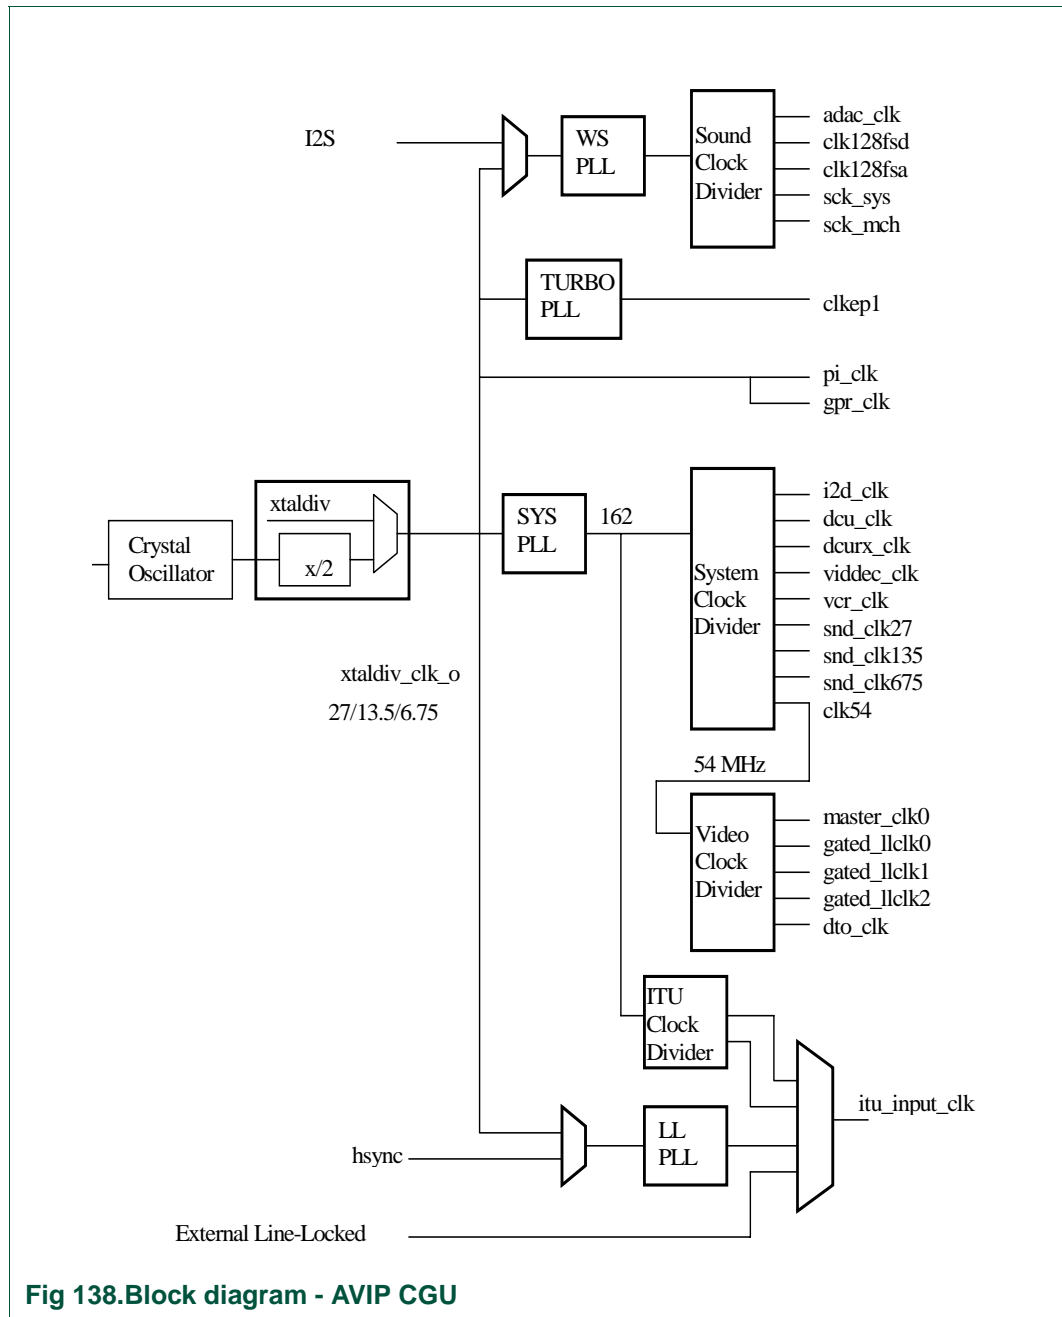 I2S
WS
PLL
Sound
Clock
Divider
adac_clk
clk128fsd
clk128fsa
sck_sys
sck_mch
TURBO
PLL
clkep1
pi_clk
gpr_clk
Crystal
Oscillator
xtaldiv
x/2
SYS
PLL
162
System
Clock
Divider
i2d_clk
dcu_clk
dcurx_clk
viddec_clk
vcr_clk
snd_clk27
snd_clk135
snd_clk675
clk54
xtaldiv_clk_o
27/13.5/6.75
54 MHz
Video
Clock
Divider
master_clk0
gated_llclk0
gated_llclk1
gated_llclk2
dto_clk
ITU
Clock
Divider
itu_input_clk
hsync
LL
PLL
External Line-Locked
Fig 138.Block diagram - AVIP CGU